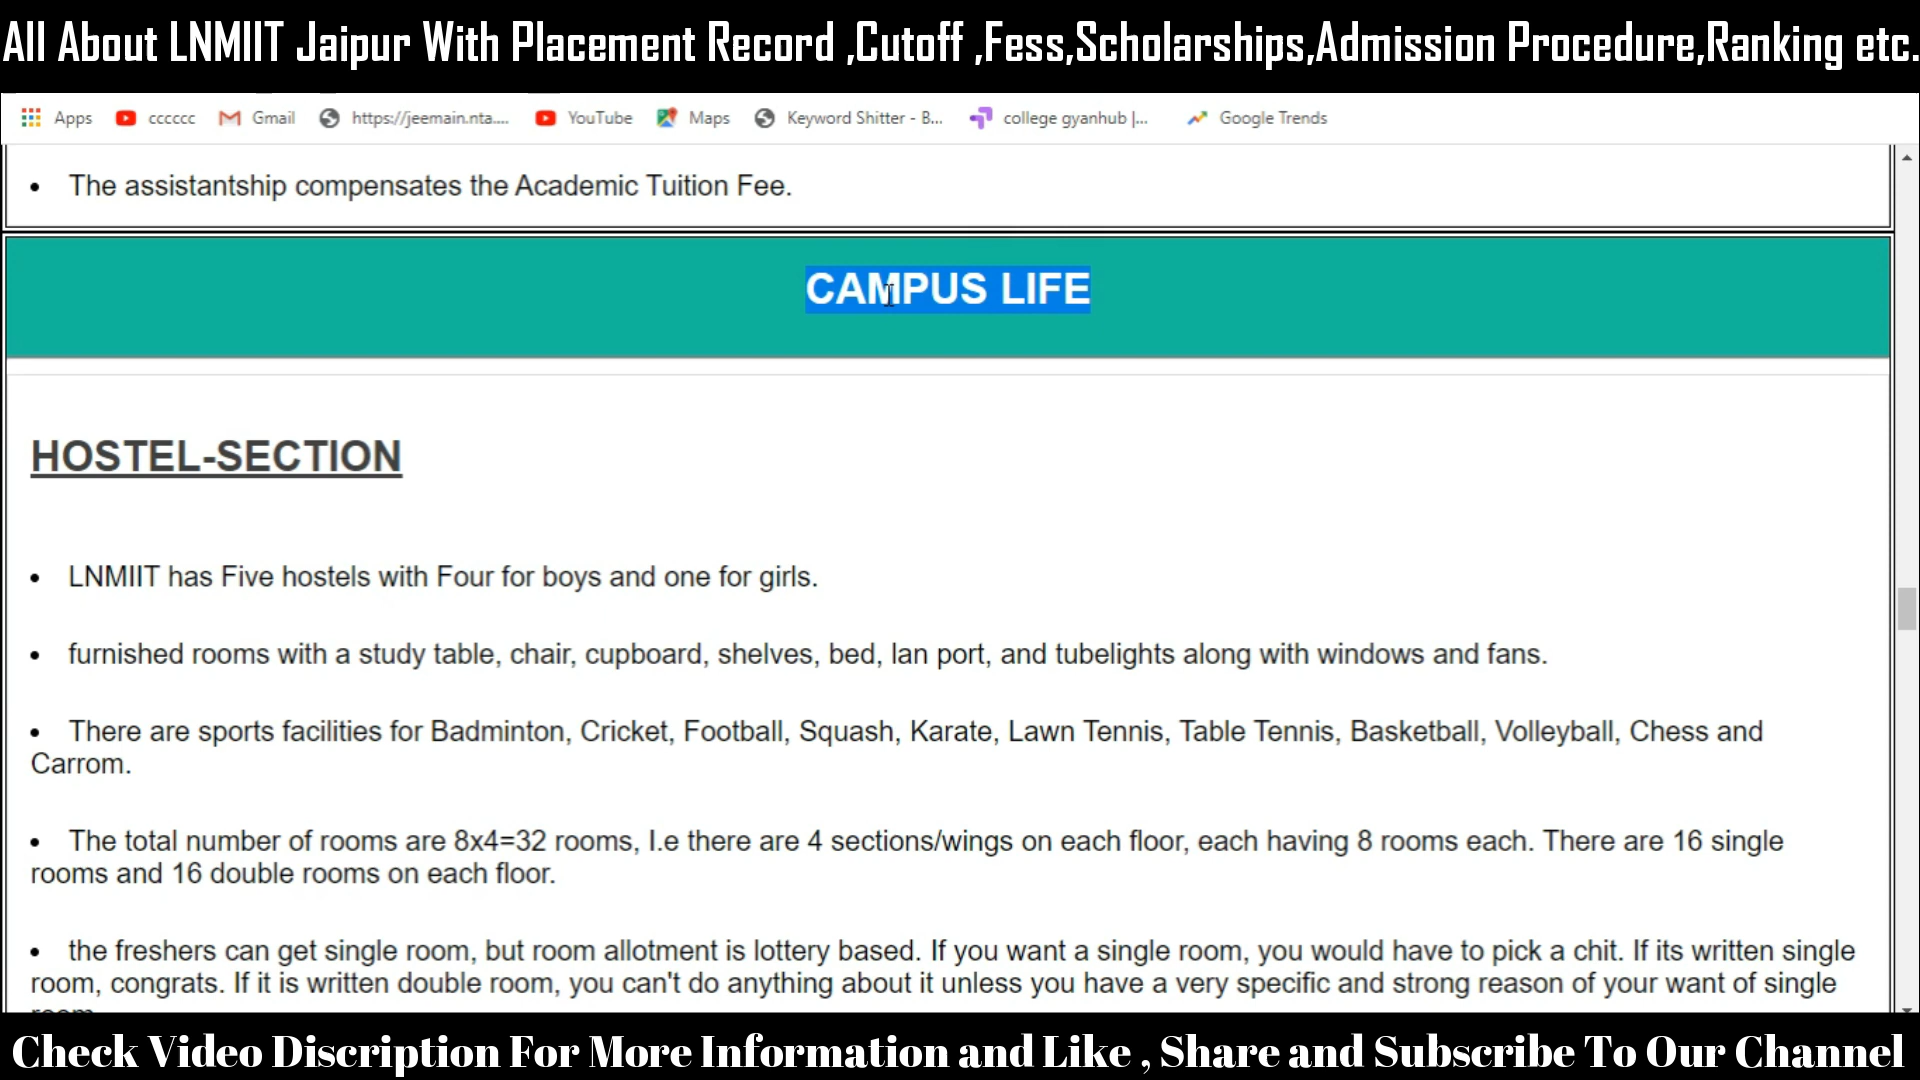 All About LNMIIT Jaipur With Placement Record ,Cutoff ,Fess,Scholarships,Admission Procedure,Ranking etc.
Apps cccccc Gmail https://jeemain.nta.... YouTube Maps Keyword Shitter - B... college gyanhub |... Google Trends
• The assistantship compensates the Academic Tuition Fee.
CAMPUS LIFE
HOSTEL-SECTION
• LNMIIT has Five hostels with Four for boys and one for girls.
• furnished rooms with a study table, chair, cupboard, shelves, bed, lan port, and tubelights along with windows and fans.
• There are sports facilities for Badminton, Cricket, Football, Squash, Karate, Lawn Tennis, Table Tennis, Basketball, Volleyball, Chess and
Carrom.
• The total number of rooms are 8x4=32 rooms, I.e there are 4 sections/wings on each floor, each having 8 rooms each. There are 16 single
rooms and 16 double rooms on each floor.
• the freshers can get single room, but room allotment is lottery based. If you want a single room, you would have to pick a chit. If its written single
room, congrats. If it is written double room, you can't do anything about it unless you have a very specific and strong reason of your want of single
Check Video Discription For More Information and Like , Share and Subscribe To Our Channel